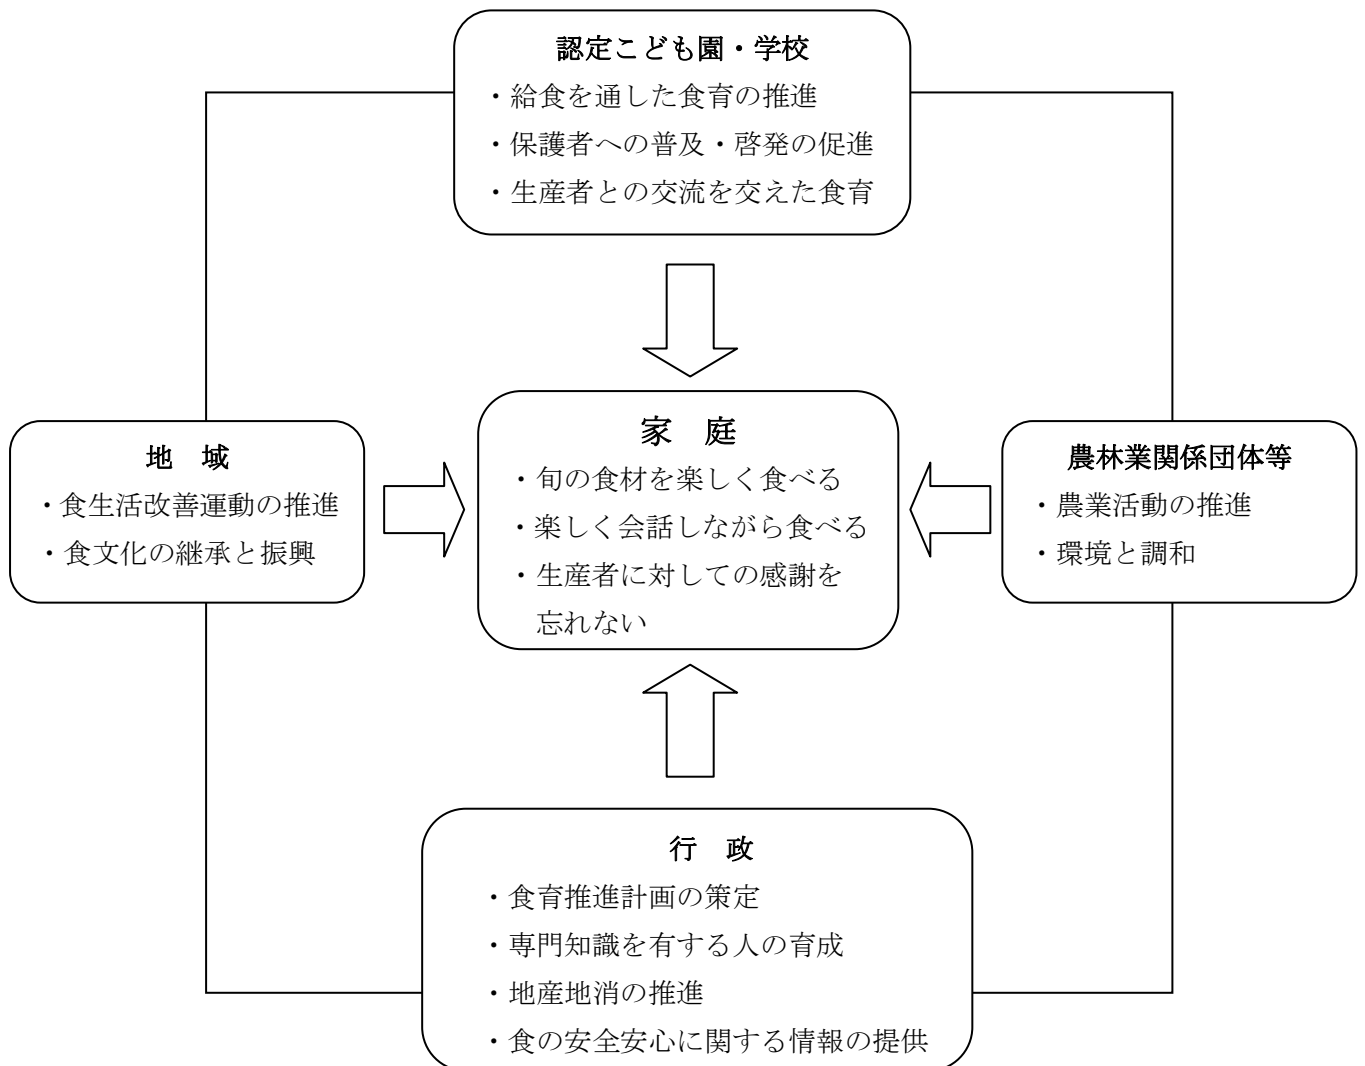 認定こども園・学校
・給食を通した食育の推進
・保護者への普及・啓発の促進
・生産者との交流を交えた食育
地　域
・食生活改善運動の推進
・食文化の継承と振興
家　庭
・旬の食材を楽しく食べる
・楽しく会話しながら食べる
・生産者に対しての感謝を
忘れない
農林業関係団体等
・農業活動の推進
・環境と調和
行　政
・食育推進計画の策定
・専門知識を有する人の育成
・地産地消の推進
・食の安全安心に関する情報の提供